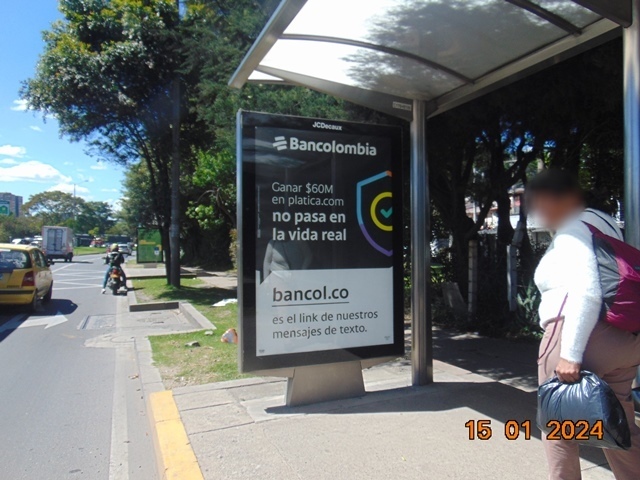 JCDecaux
Bancolombia
Ganar $60M
en platica.com
no pasa en
la vida real
bancol.co
es el link de nuestros
mensajes de texto.
15 01 2024